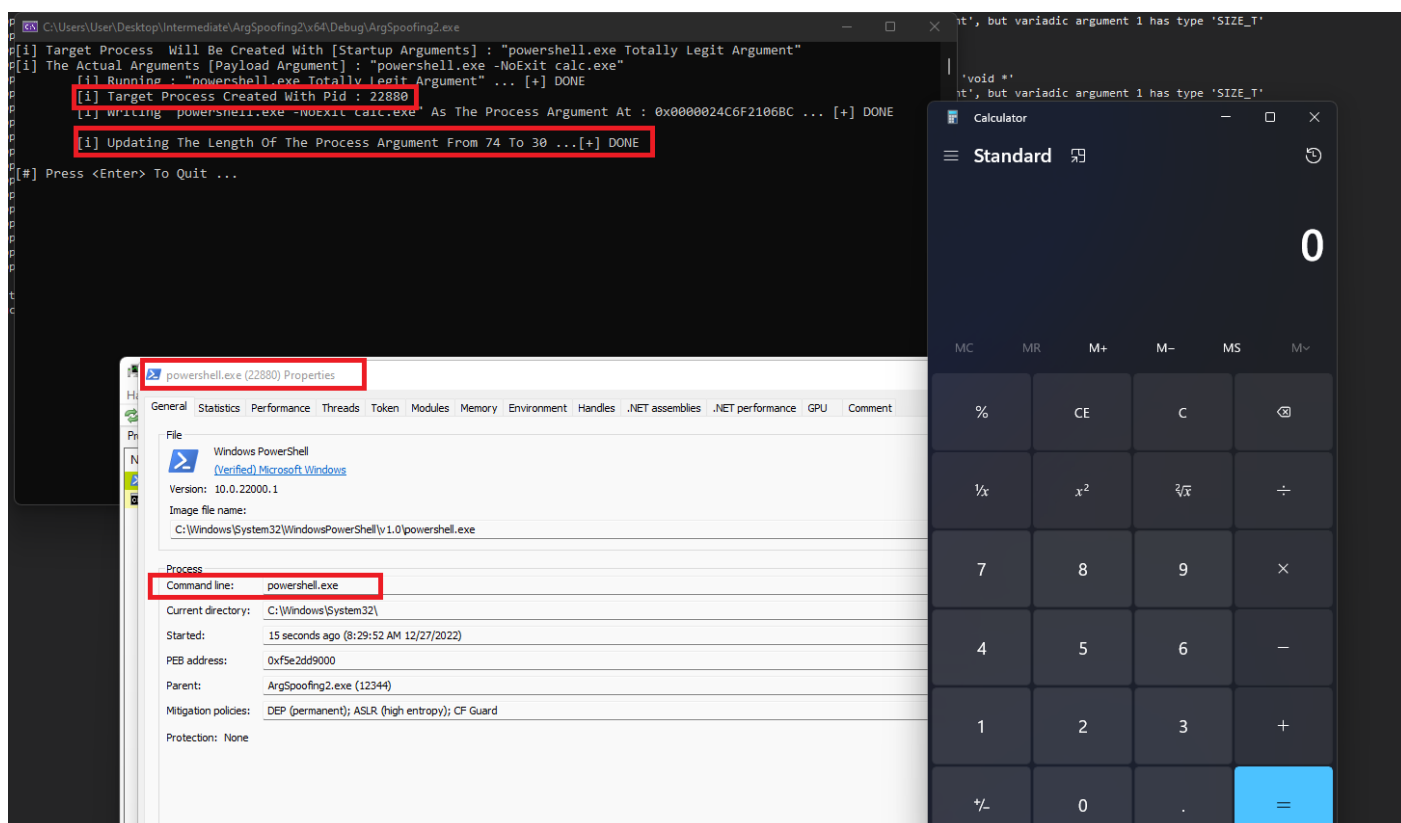 C:\Users\User\Desktop\Intermediate\ArgSpoofing2\x64\Debug\ArgSpoofing2.exe
[i] Target Process  Will Be Created With [Startup Arguments] : "powershell.exe Totally Legit Argument"
[i] The Actual Arguments [Payload Argument] : "powershell.exe -NoExit calc.exe"
[i] Running : "powershell.exe Totally Legit Argument" ... [+] DONE
[i] Target Process Created With Pid : 22880
[i] Writing "powershell.exe -NoExit calc.exe" As The Process Argument At : 0x0000024C6F2106BC ... [+] DONE
[i] Updating The Length Of The Process Argument From 74 To 30 ...[+] DONE
[#] Press <Enter> To Quit ...
but variadic argument 1 has type 'SIZE_T'
'void *'
but variadic argument 1 has type 'SIZE_T'
powershell.exe (22880) Properties
General Statistics Performance Threads Token Modules Memory Environment Handles .NET assemblies .NET performance GPU Comment
File
Windows PowerShell
(Verified) Microsoft Windows
Version: 10.0.22000.1
Image file name:
C:\Windows\System32\WindowsPowerShell\v1.0\powershell.exe
Process
Command line: powershell.exe
Current directory: C:\Windows\System32\
Started: 15 seconds ago (8:29:52 AM 12/27/2022)
PEB address: 0xf5e2dd9000
Parent: ArgSpoofing2.exe (12344)
Mitigation policies: DEP (permanent); ASLR (high entropy); CF Guard
Protection: None
Calculator
Standard
0
MC MR M+ M− MS M
% CE C
¹/x x² ²√x ÷
7 8 9 ×
4 5 6 −
1 2 3 +
+/− 0 . =